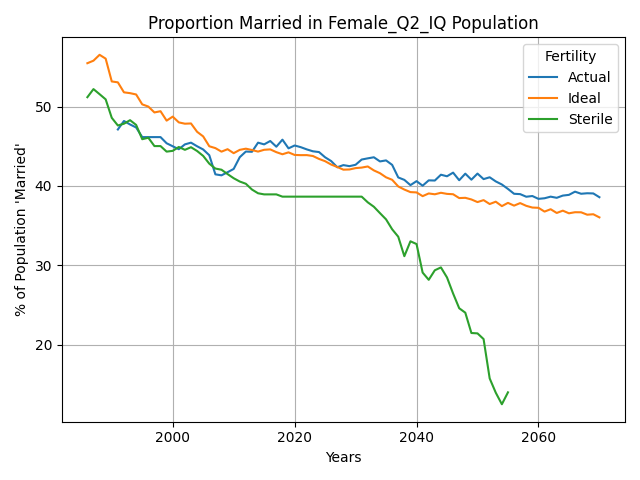 Proportion Married in Female_Q2_IQ Population
Fertility
Actual
Ideal
Sterile
% of Population 'Married'
50
40
30
20
2000
2020
2040
2060
Years